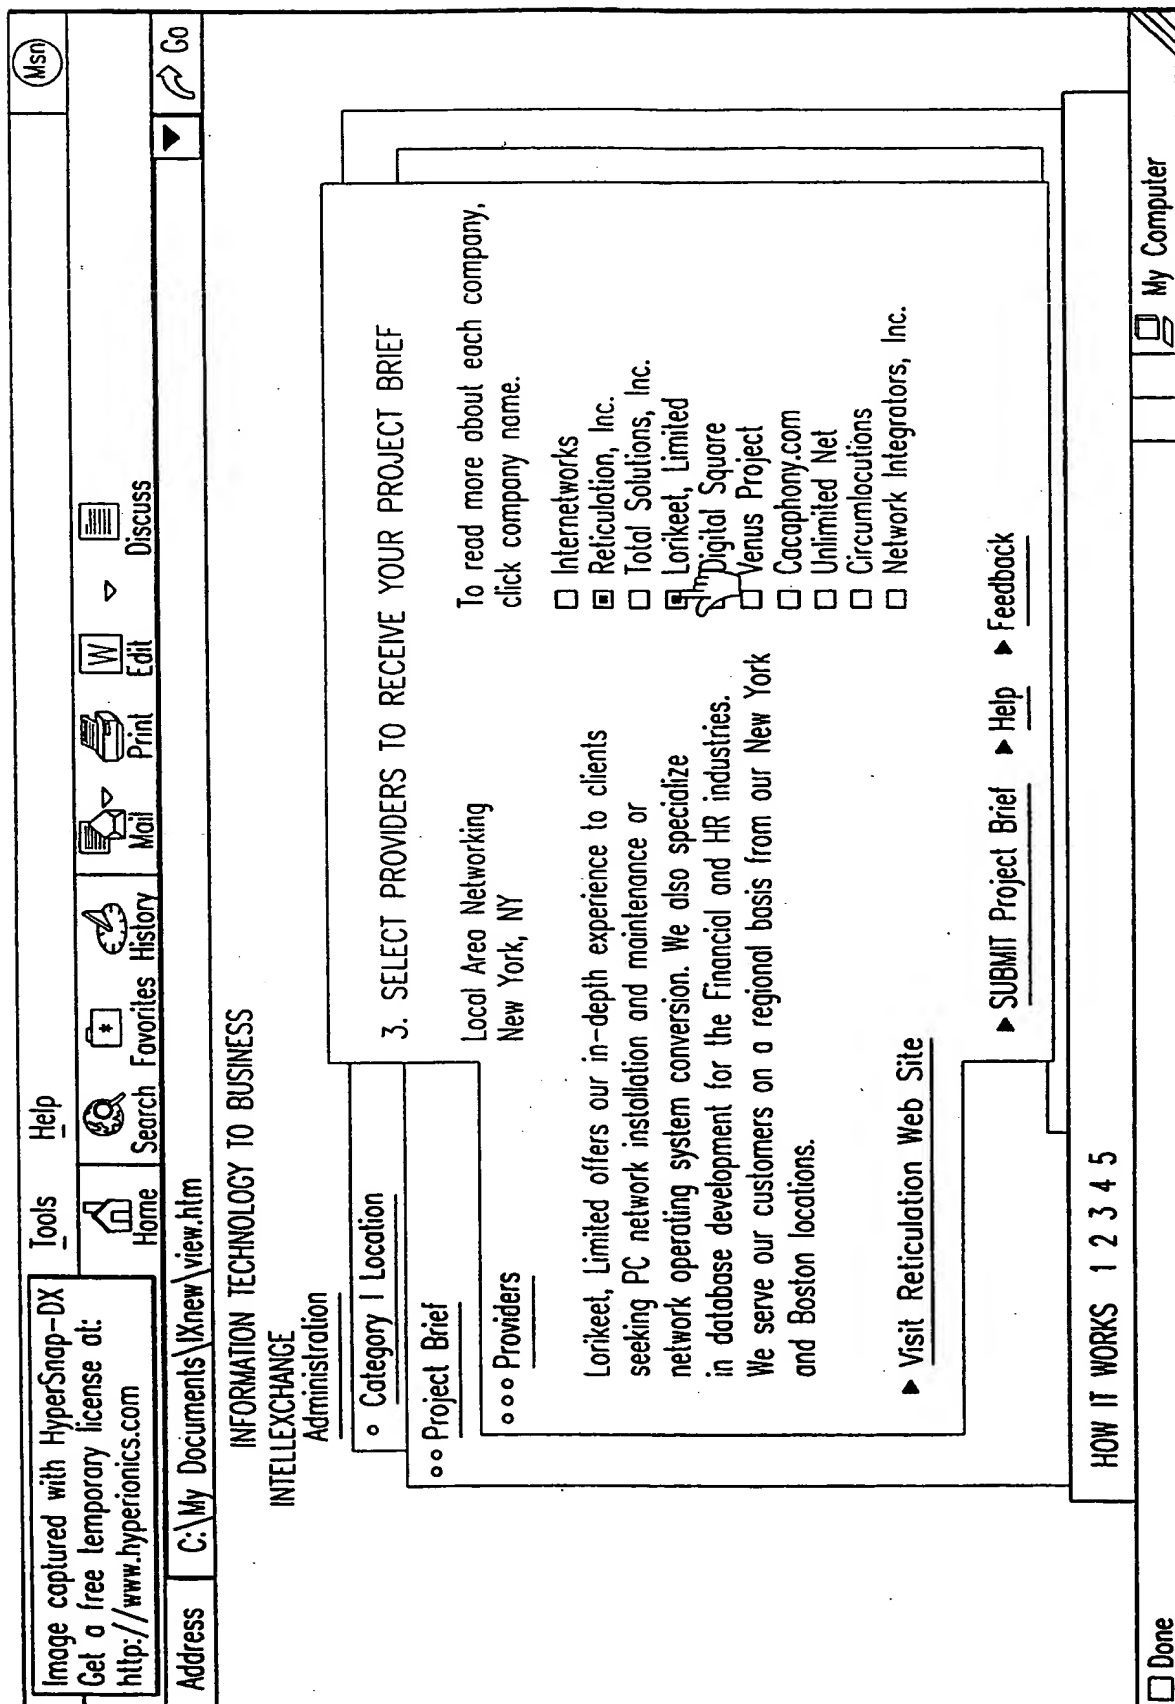 Image captured with HyperSnap-DX
Get a free temporary license at:
http://www.hyperionics.com
Tools Help
Msn
Home
Search Favorites History
Mail Print Edit Discuss
W
Address C:\My Documents\IXnew\view.htm
Go
INFORMATION TECHNOLOGY TO BUSINESS
INTELLEXCHANGE
Administration
Category | Location
Project Brief
Providers
3. SELECT PROVIDERS TO RECEIVE YOUR PROJECT BRIEF
Local Area Networking
New York, NY
Lorikeet, Limited offers our in-depth experience to clients
seeking PC network installation and maintenance or
network operating system conversion. We also specialize
in database development for the Financial and HR industries.
We serve our customers on a regional basis from our New York
and Boston locations.
Visit Reticulation Web Site
To read more about each company,
click company name.
Internetworks
Reticulation, Inc.
Total Solutions, Inc.
Lorikeet, Limited
Digital Square
Venus Project
Cacaphony.com
Unlimited Net
Circumlocutions
Network Integrators, Inc.
SUBMIT Project Brief Help Feedback
HOW IT WORKS 1 2 3 4 5
Done
My Computer